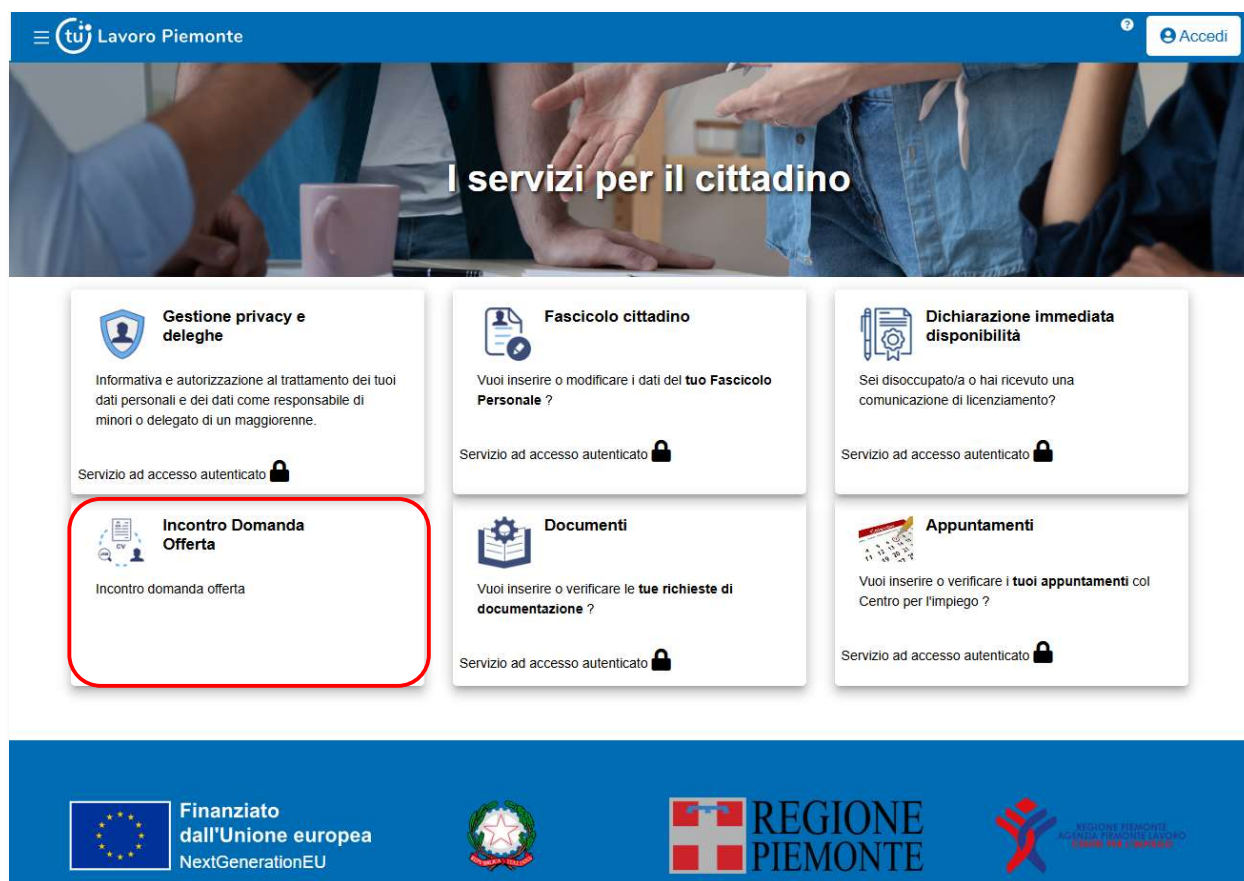 tu Lavoro Piemonte
Accedi
I servizi per il cittadino
Gestione privacy e
deleghe
Informativa e autorizzazione al trattamento dei tuoi
dati personali e dei dati come responsabile di
minori o delegato di un maggiorenne.
Servizio ad accesso autenticato
Fascicolo cittadino
Vuoi inserire o modificare i dati del tuo Fascicolo
Personale ?
Servizio ad accesso autenticato
Dichiarazione immediata
disponibilità
Sei disoccupato/a o hai ricevuto una
comunicazione di licenziamento?
Servizio ad accesso autenticato
CV
Incontro Domanda
Offerta
Incontro domanda offerta
Documenti
Vuoi inserire o verificare le tue richieste di
documentazione ?
Servizio ad accesso autenticato
Appuntamenti
Vuoi inserire o verificare i tuoi appuntamenti col
Centro per l'impiego ?
Servizio ad accesso autenticato
Finanziato
dall'Unione europea
NextGenerationEU
REGIONE
PIEMONTE
REGIONE PIEMONTE
AGENZIA PIEMONTE LAVORO
CENTRI PER L'IMPIEGO